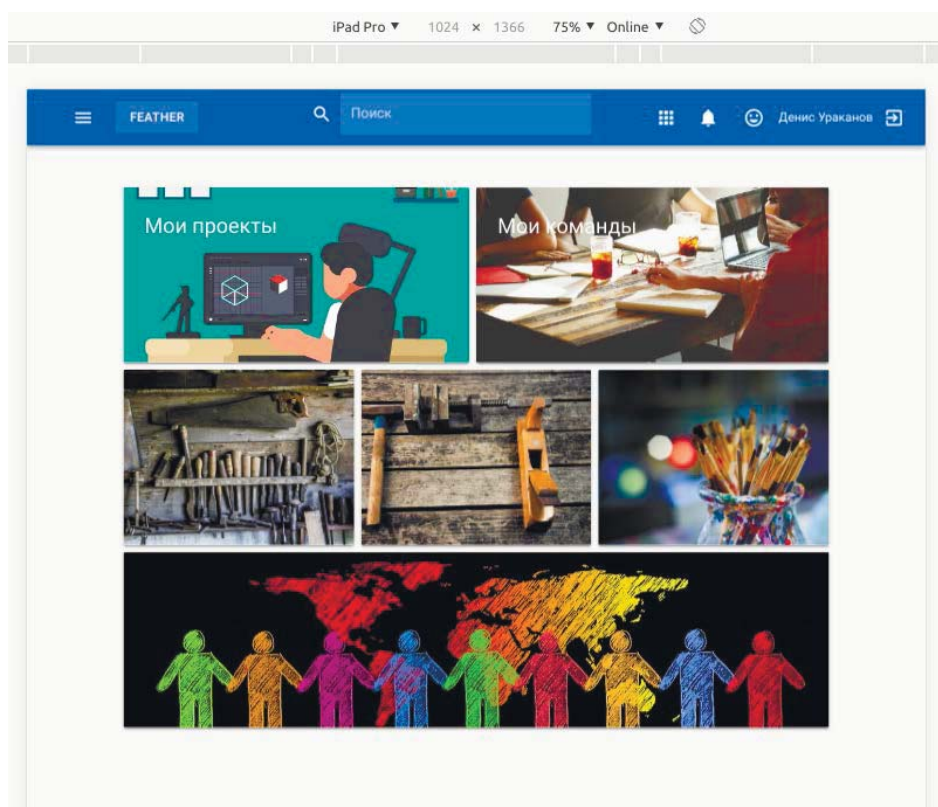 iPad Pro ▼ 1024 × 1366 75% ▼ Online ▼
FEATHER Поиск Денис Ураканов
Мои проекты Мои команды